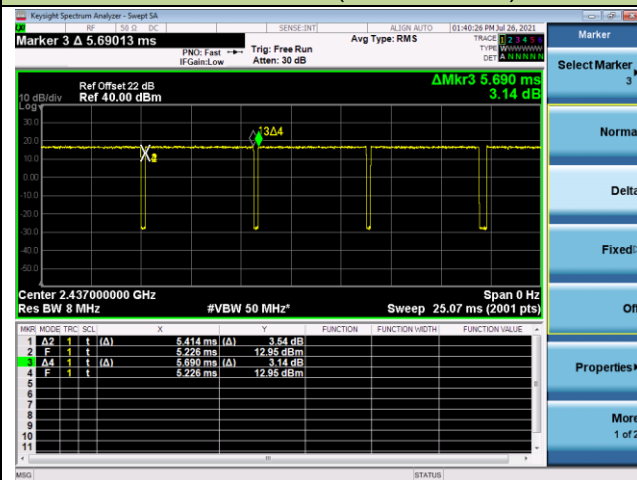 Keysight Spectrum Analyzer - Swept SA
RF 50 Ω DC SENSE:INT ALIGN AUTO 01:40:26 PM Jul 26, 2021
Marker 3 Δ 5.69013 ms
PNO: Fast Trig: Free Run
IFGain:Low Atten: 30 dB
Avg Type: RMS
TRACE 1 2 3 4 5 6
TYPE WWWWWW
DET A N N N N N
Marker
Select Marker
3
Ref Offset 22 dB
10 dB/div Ref 40.00 dBm
Log
ΔMkr3 5.690 ms
3.14 dB
30.0
20.0
10.0
0.00
-10.0
-20.0
-30.0
-40.0
-50.0
13Δ4
Norma
Delta
Fixed
Off
Properties
More
1 of 2
Center 2.437000000 GHz Span 0 Hz
Res BW 8 MHz #VBW 50 MHz* Sweep 25.07 ms (2001 pts)
MKR MODE TRC SCL X Y FUNCTION FUNCTION WIDTH FUNCTION VALUE
1 Δ2 1 t (Δ) 5.414 ms (Δ) 3.54 dB
2 F 1 t 5.226 ms 12.95 dBm
3 Δ4 1 t (Δ) 5.690 ms (Δ) 3.14 dB
4 F 1 t 5.226 ms 12.95 dBm
5
6
7
8
9
10
11
MSG STATUS